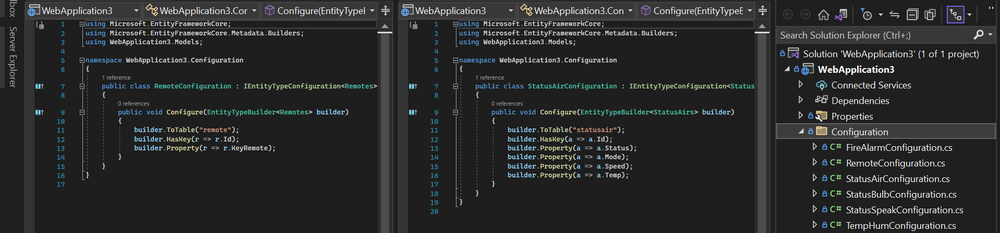 lbox
Server Explorer
WebApplication3
WebApplication3.Cor
Configure(EntityTypeF
1 using Microsoft.EntityFrameworkCore;
2 using Microsoft.EntityFrameworkCore.Metadata.Builders;
3 using WebApplication3.Models;
4
5 namespace WebApplication3.Configuration
6 {
1 reference
7 public class RemoteConfiguration : IEntityTypeConfiguration<Remotes>
8 {
0 references
9 public void Configure(EntityTypeBuilder<Remotes> builder)
10 {
11 builder.ToTable("remote");
12 builder.HasKey(r => r.Id);
13 builder.Property(r => r.KeyRemote);
14 }
15 }
16 }
17
WebApplication3
WebApplication3.Con
Configure(EntityTypeE
1 using Microsoft.EntityFrameworkCore;
2 using Microsoft.EntityFrameworkCore.Metadata.Builders;
3 using WebApplication3.Models;
4
5 namespace WebApplication3.Configuration
6 {
1 reference
7 public class StatusAirConfiguration : IEntityTypeConfiguration<Status
8 {
0 references
9 public void Configure(EntityTypeBuilder<StatusAirs> builder)
10 {
11 builder.ToTable("statusair");
12 builder.HasKey(a => a.Id);
13 builder.Property(a => a.Status);
14 builder.Property(a => a.Mode);
15 builder.Property(a => a.Speed);
16 builder.Property(a => a.Temp);
17 }
18 }
19 }
20
Search Solution Explorer (Ctrl+;)
Solution 'WebApplication3' (1 of 1 project)
WebApplication3
Connected Services
Dependencies
Properties
Configuration
C# FireAlarmConfiguration.cs
C# RemoteConfiguration.cs
C# StatusAirConfiguration.cs
C# StatusBulbConfiguration.cs
C# StatusSpeakConfiguration.cs
C# TempHumConfiguration.cs